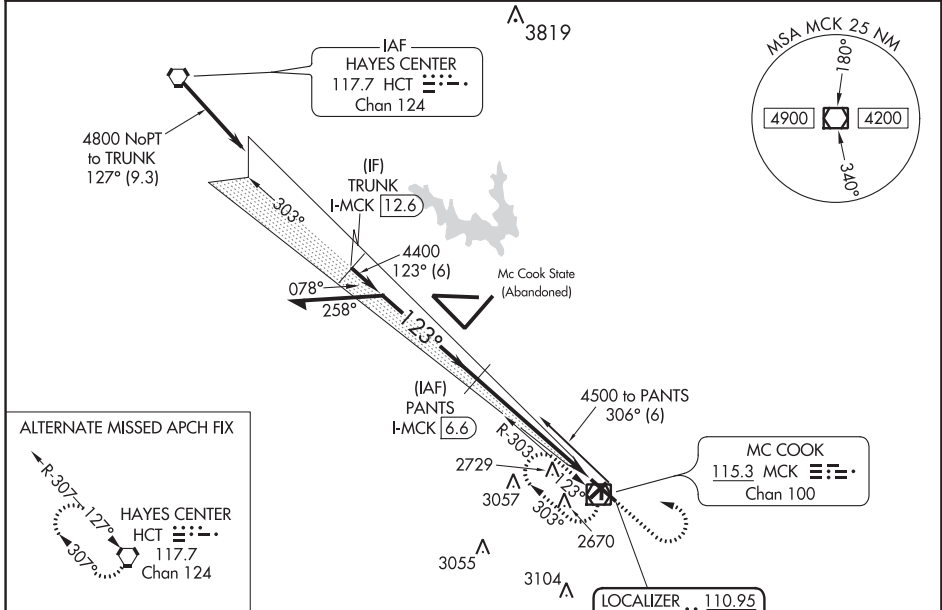 3819
IAF
HAYES CENTER
117.7 HCT
Chan 124
MSA MCK 25 NM
180°
4900
4200
340°
4800 NoPT
to TRUNK
127° (9.3)
(IF)
TRUNK
I-MCK 12.6
303°
4400
123° (6)
Mc Cook State
(Abandoned)
078°
258°
123°
(IAF)
PANTS
I-MCK 6.6
4500 to PANTS
306° (6)
R-303
2729
123°
3057
303°
2670
MC COOK
115.3 MCK
Chan 100
ALTERNATE MISSED APCH FIX
R-307
127°
HAYES CENTER
HCT
117.7
Chan 124
307°
3055
3104
LOCALIZER 110.95